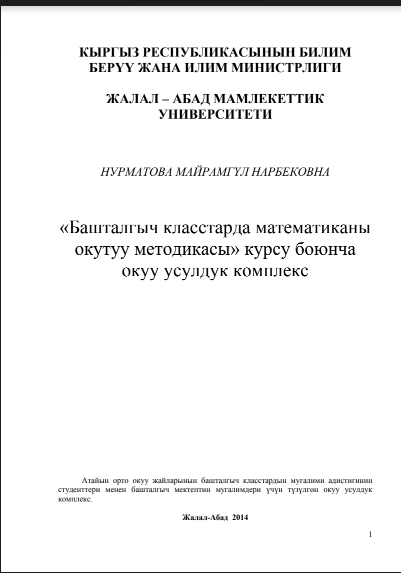 КЫРГЫЗ РЕСПУБЛИКАСЫНЫН БИЛИМ
БЕРҮҮ ЖАНА ИЛИМ МИНИСТРЛИГИ
ЖАЛАЛ – АБАД МАМЛЕКЕТТИК
УНИВЕРСИТЕТИ
НУРМАТОВА МАЙРАМГҮЛ НАРБЕКОВНА
«Башталгыч класстарда математиканы
окутуу методикасы» курсу боюнча
окуу усулдук комплекс
Атайын орто окуу жайларынын башталгыч класстардын мугалими адистигинин
студенттери менен башталгыч мектептин мугалимдери үчүн түзүлгөн окуу усулдук
комплекс.
Жалал-Абад 2014
1